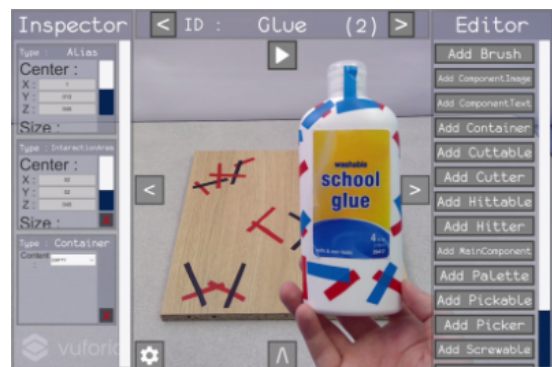 Inspector
Type : Alias
Center :
X :
Y :
Z :
Size :
Type : InteractionArea
Center :
X :
Y :
Z :
Size :
Type : Container
Content
:
vuforia
< ID : Glue (2) >
<
>
washable
school
glue
Editor
Add Brush
Add ComponentImage
Add ComponentText
Add Container
Add Cuttable
Add Cutter
Add Hittable
Add Hitter
Add MainComponent
Add Palette
Add Pickable
Add Picker
Add Screwable